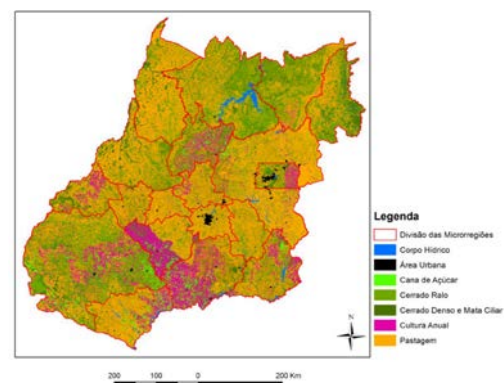 Legenda
Divisão das Microrregiões
Corpo Hídrico
Área Urbana
Cana de Açúcar
Cerrado Ralo
Cerrado Denso e Mata Ciliar
Cultura Anual
Pastagem
N
200 100 0 200 Km